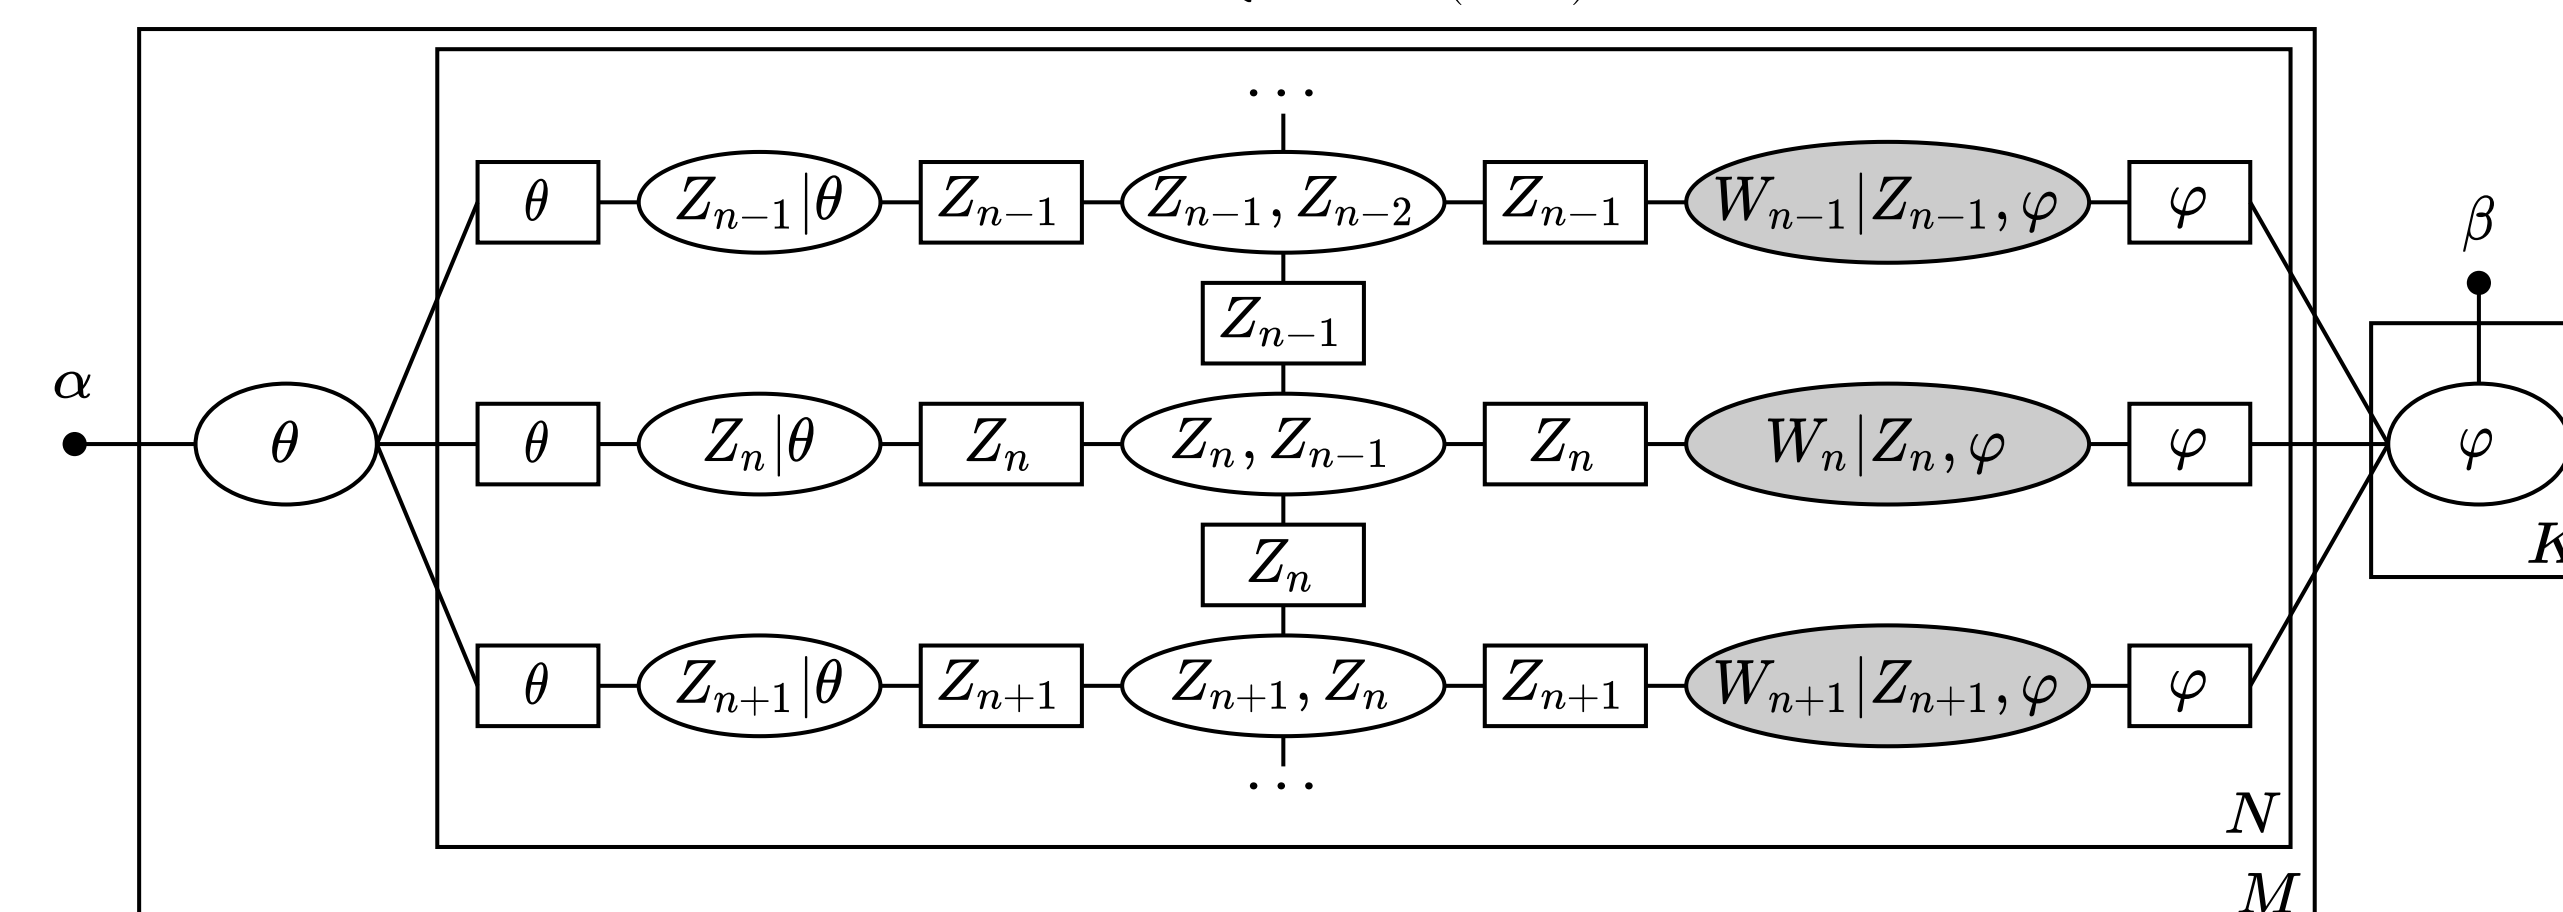 ...
θ Z_{n−1}|θ Z_{n−1} Z_{n−1}, Z_{n−2} Z_{n−1} W_{n−1}|Z_{n−1}, φ φ
β
Z_{n−1}
α
θ θ Z_n|θ Z_n Z_n, Z_{n−1} Z_n W_n|Z_n, φ φ φ
K
Z_n
θ Z_{n+1}|θ Z_{n+1} Z_{n+1}, Z_n Z_{n+1} W_{n+1}|Z_{n+1}, φ φ
...
N
M